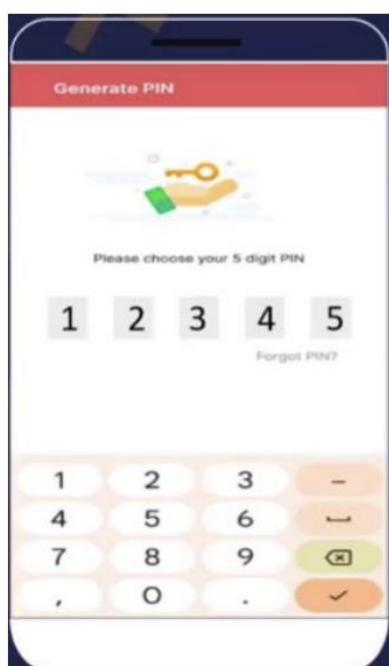 Generate PIN
Please choose your 5 digit PIN
1 2 3 4 5
Forgot PIN?
1 2 3 –
4 5 6 ⎵
7 8 9
, 0 .